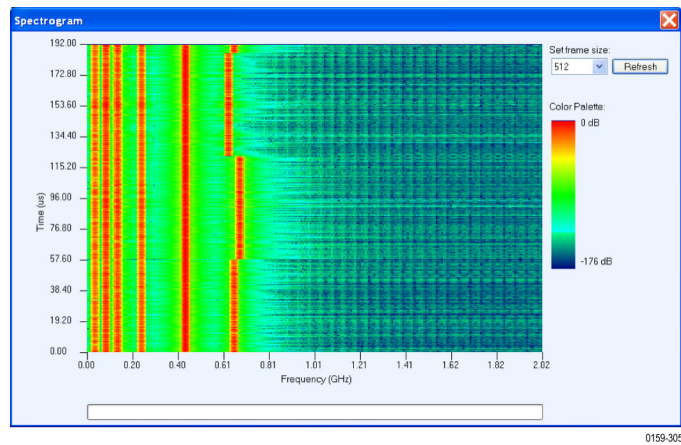 Spectrogram
192.00
172.80
153.60
134.40
115.20
96.00
76.80
57.60
38.40
19.20
0.00
Time (us)
0.00 0.20 0.40 0.61 0.81 1.01 1.21 1.41 1.62 1.82 2.02
Frequency (GHz)
Set frame size:
512
Refresh
Color Palette:
0 dB
-176 dB
0159-305